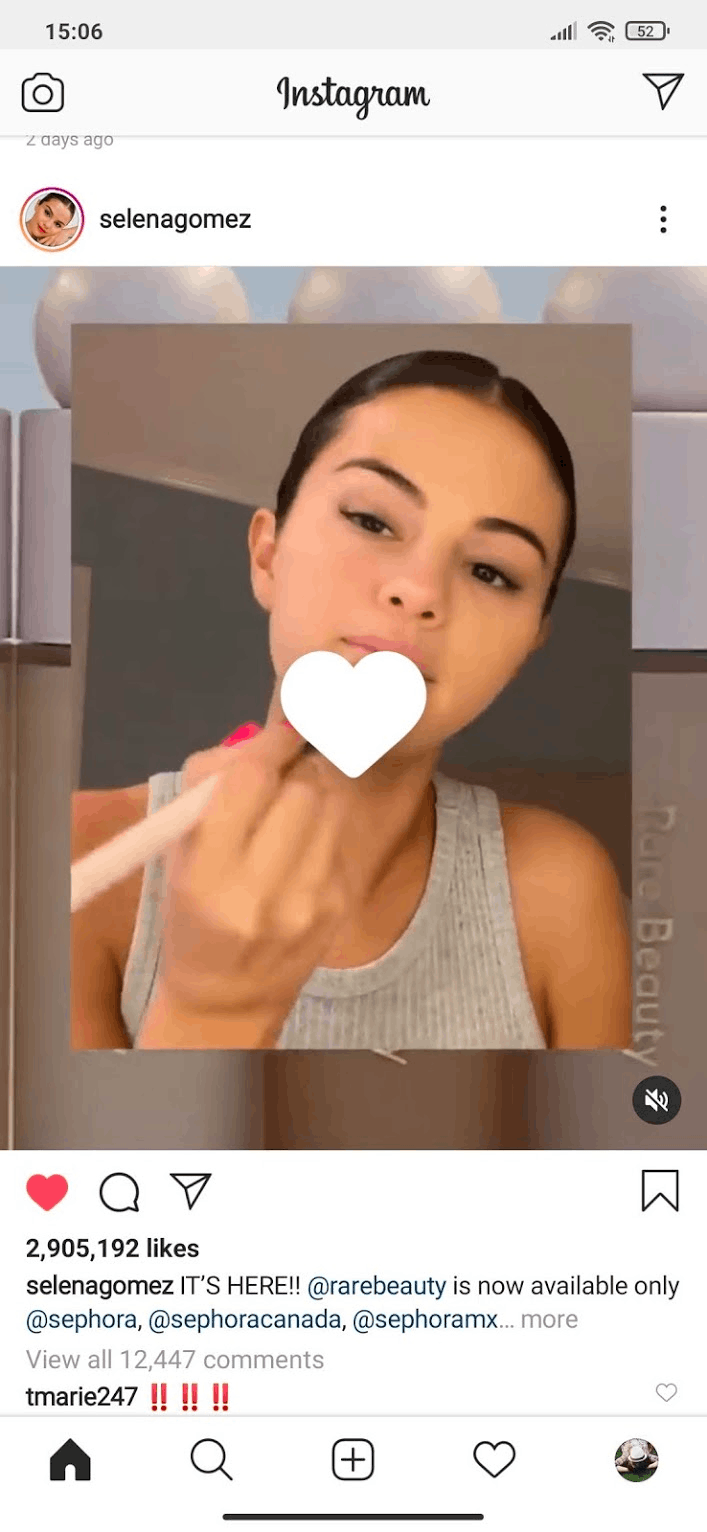 15:06
52
Instagram
2 days ago
selenagomez
Rare Beauty
2,905,192 likes
selenagomez IT’S HERE!! @rarebeauty is now available only
@sephora, @sephoracanada, @sephoramx... more
View all 12,447 comments
tmarie247 ‼️ ‼️ ‼️